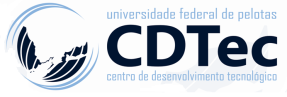 universidade federal de pelotas
CDTec
centro de desenvolvimento tecnológico